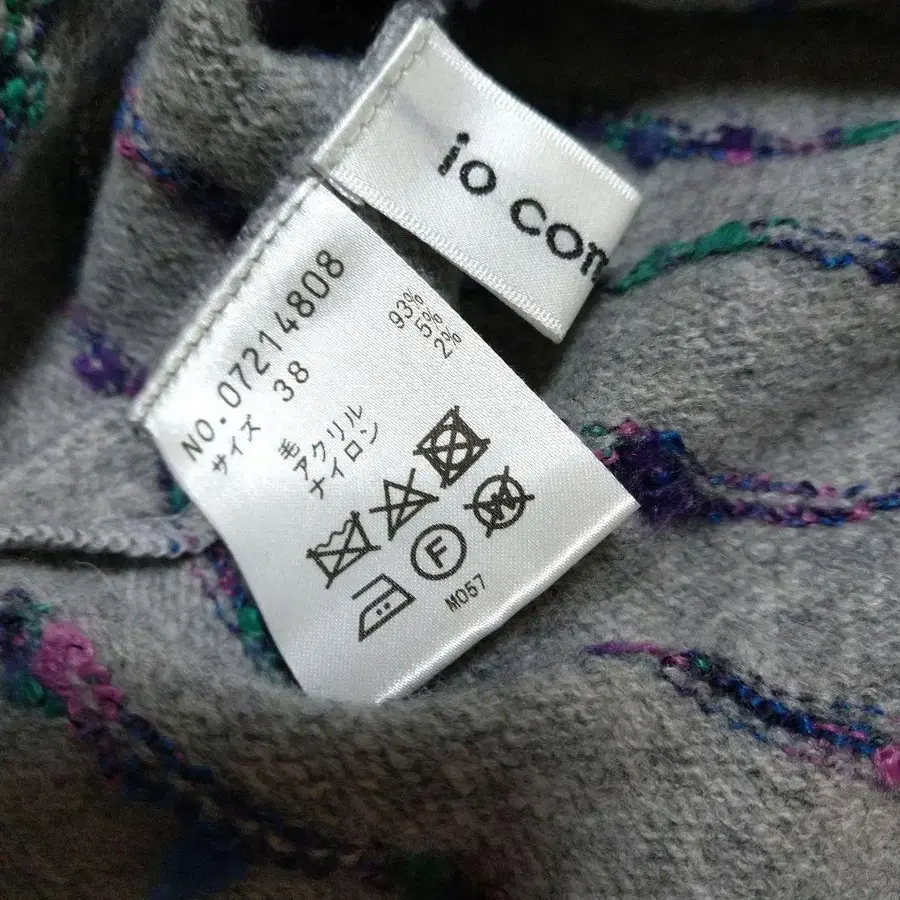 io com
NO.07214808
サイズ 38
毛 93%
アクリル 5%
ナイロン 2%
F
W
M057